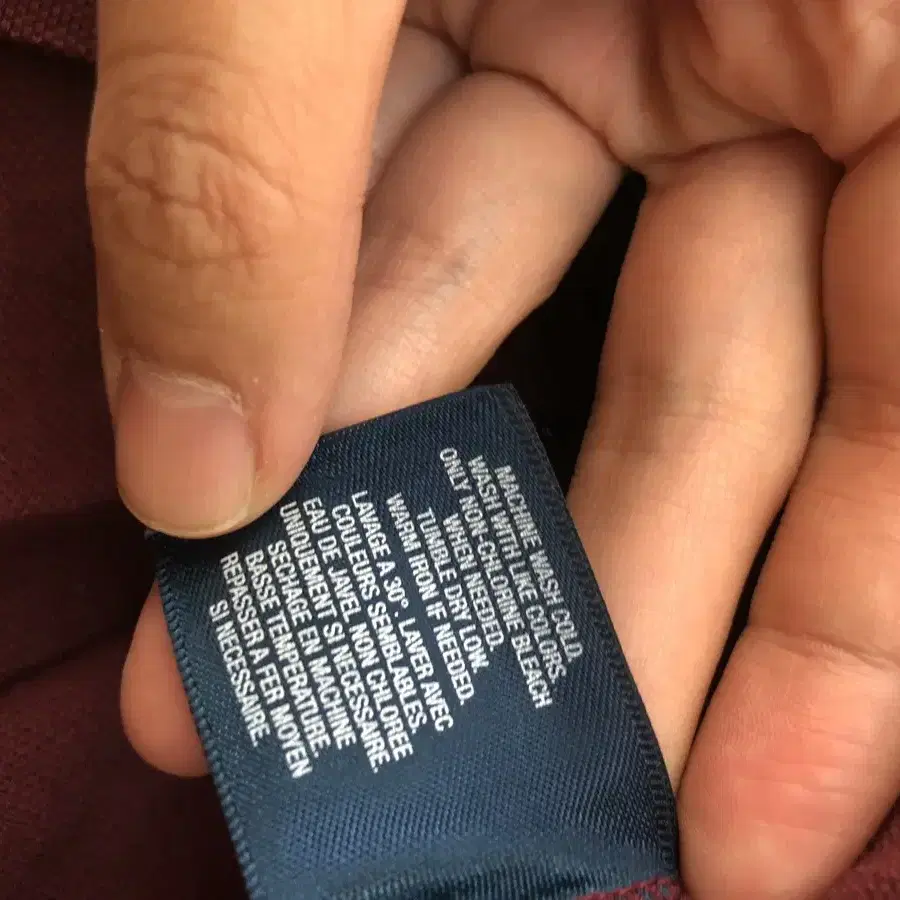 MACHINE WASH COLD.
WASH WITH LIKE COLORS.
ONLY NON-CHLORINE BLEACH
WHEN NEEDED.
TUMBLE DRY LOW.
WARM IRON IF NEEDED.
LAVAGE A 30°. LAVER AVEC
COULEURS SEMBLABLES.
EAU DE JAVEL NON CHLOREE
UNIQUEMENT SI NECESSAIRE.
SECHAGE EN MACHINE
BASSE TEMPERATURE.
REPASSER A FER MOYEN
SI NECESSAIRE.